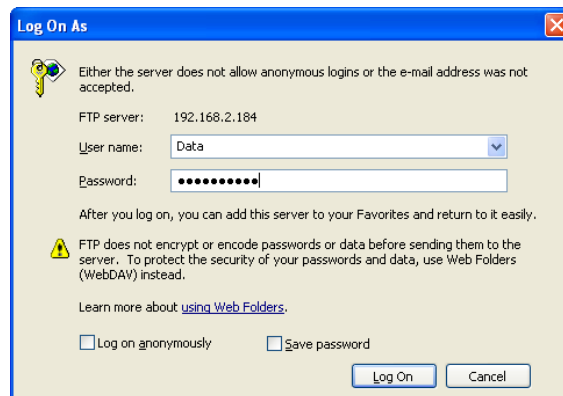 Log On As
Either the server does not allow anonymous logins or the e-mail address was not
accepted.
FTP server: 192.168.2.184
User name: Data
Password: ●●●●●●●●●●
After you log on, you can add this server to your Favorites and return to it easily.
FTP does not encrypt or encode passwords or data before sending them to the
server. To protect the security of your passwords and data, use Web Folders
(WebDAV) instead.
Learn more about using Web Folders.
Log on anonymously Save password
Log On Cancel